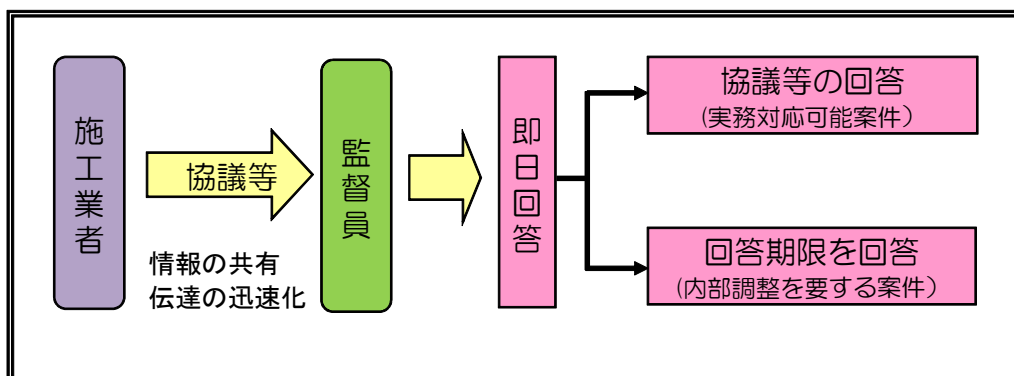 施工業者
協議等
情報の共有
伝達の迅速化
監督員
即日回答
協議等の回答
(実務対応可能案件)
回答期限を回答
(内部調整を要する案件)